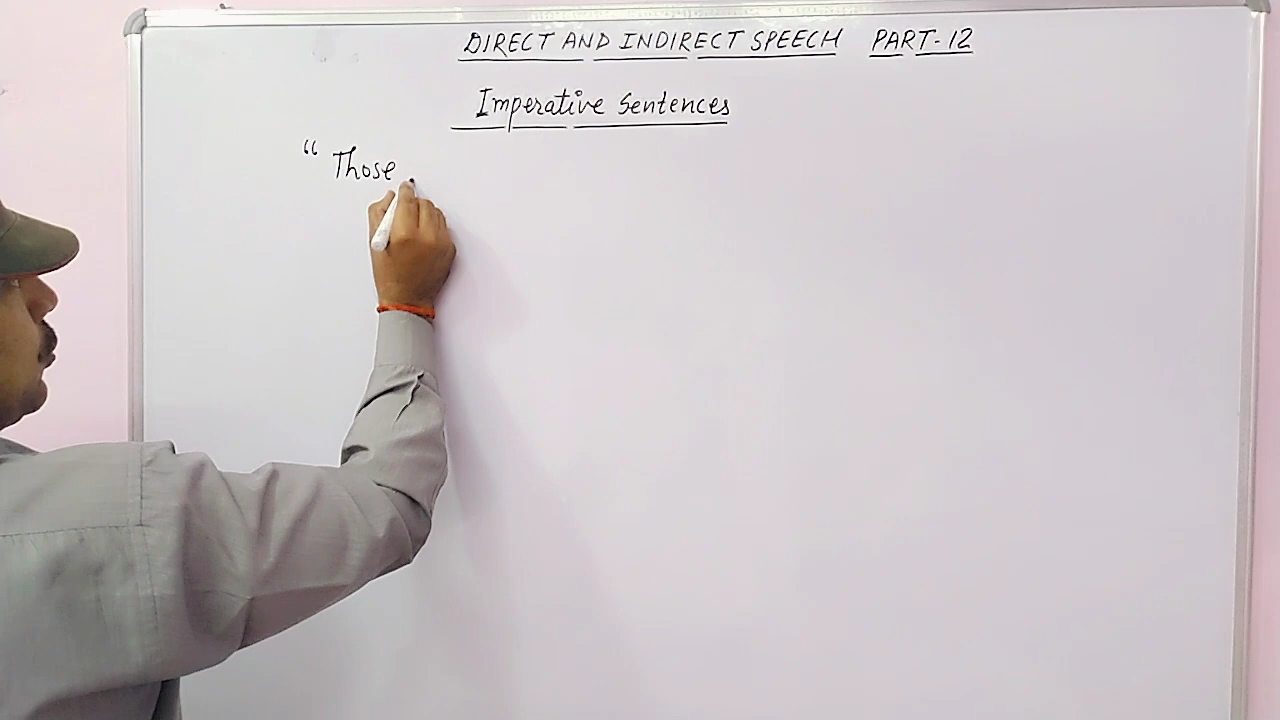 DIRECT AND INDIRECT SPEECH PART-12
Imperative Sentences
“ Those